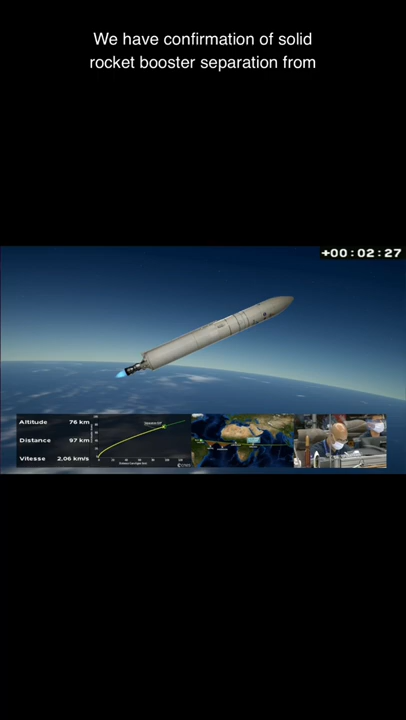 We have confirmation of solid
rocket booster separation from
+00:02:27
Altitude 76 km
Distance 97 km
Vitesse 2.06 km/s